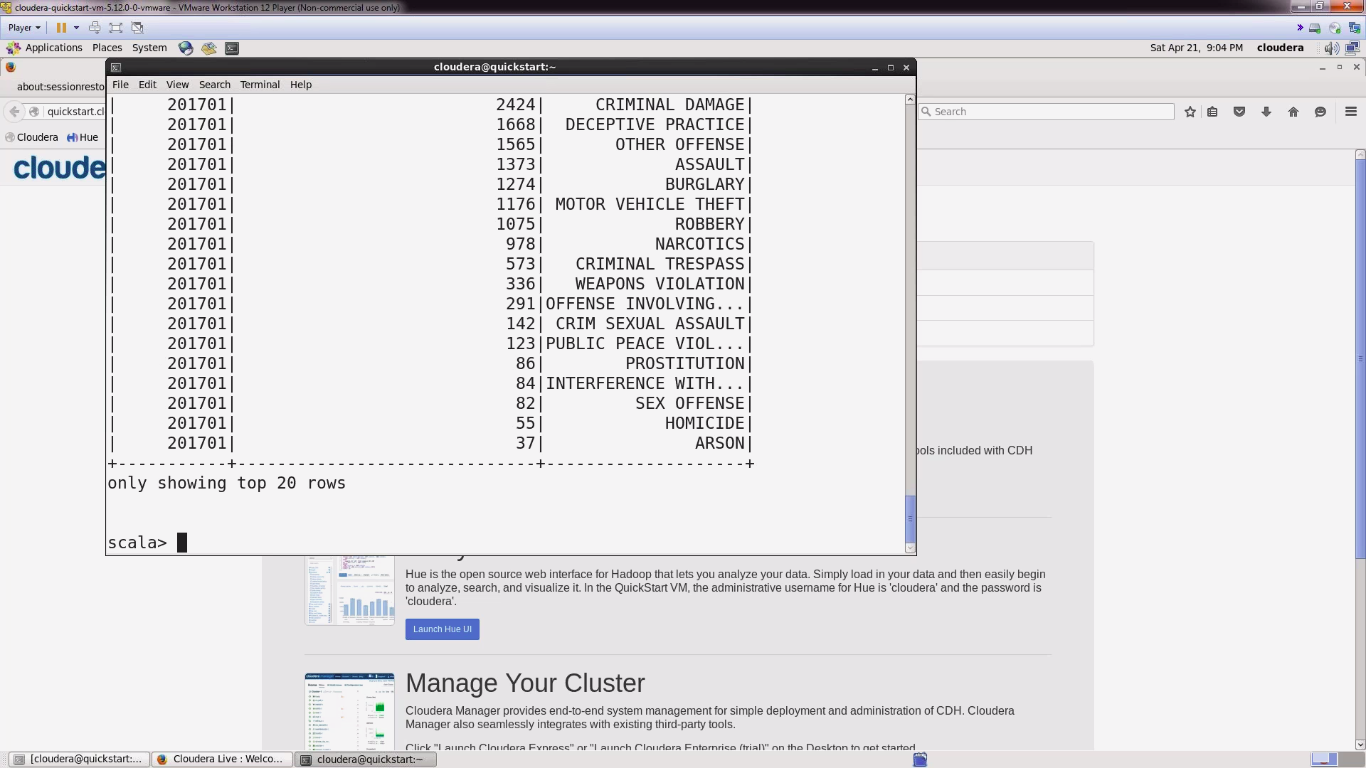 cloudera-quickstart-vm-5.12.0-0-vmware - VMware Workstation 12 Player (Non-commercial use only)
Player
Applications Places System Sat Apr 21, 9:04 PM cloudera
cloudera@quickstart:~
about:sessionresto
File Edit View Search Terminal Help
quickstart.cl
Search
Cloudera Hue
cloude
| 201701| 2424| CRIMINAL DAMAGE|
| 201701| 1668| DECEPTIVE PRACTICE|
| 201701| 1565| OTHER OFFENSE|
| 201701| 1373| ASSAULT|
| 201701| 1274| BURGLARY|
| 201701| 1176| MOTOR VEHICLE THEFT|
| 201701| 1075| ROBBERY|
| 201701| 978| NARCOTICS|
| 201701| 573| CRIMINAL TRESPASS|
| 201701| 336| WEAPONS VIOLATION|
| 201701| 291|OFFENSE INVOLVING...|
| 201701| 142| CRIM SEXUAL ASSAULT|
| 201701| 123|PUBLIC PEACE VIOL...|
| 201701| 86| PROSTITUTION|
| 201701| 84|INTERFERENCE WITH...|
| 201701| 82| SEX OFFENSE|
| 201701| 55| HOMICIDE|
| 201701| 37| ARSON|
+-----------+------------------------------+--------------------+
only showing top 20 rows
scala>
ools included with CDH
Hue is the open source web interface for Hadoop that lets you analyze your data. Simply load in your data and then easily begin
to analyze, search, and visualize it. In the QuickStart VM, the administrative username for Hue is 'cloudera' and the password is
'cloudera'.
Launch Hue UI
Manage Your Cluster
Cloudera Manager provides end-to-end system management for simple deployment and administration of CDH. Cloudera
Manager also seamlessly integrates with existing third-party tools.
Click "Launch Cloudera Express" or "Launch Cloudera Enterprise (trial)" on the Desktop to get started
[cloudera@quickstart:... Cloudera Live : Welco... cloudera@quickstart:~